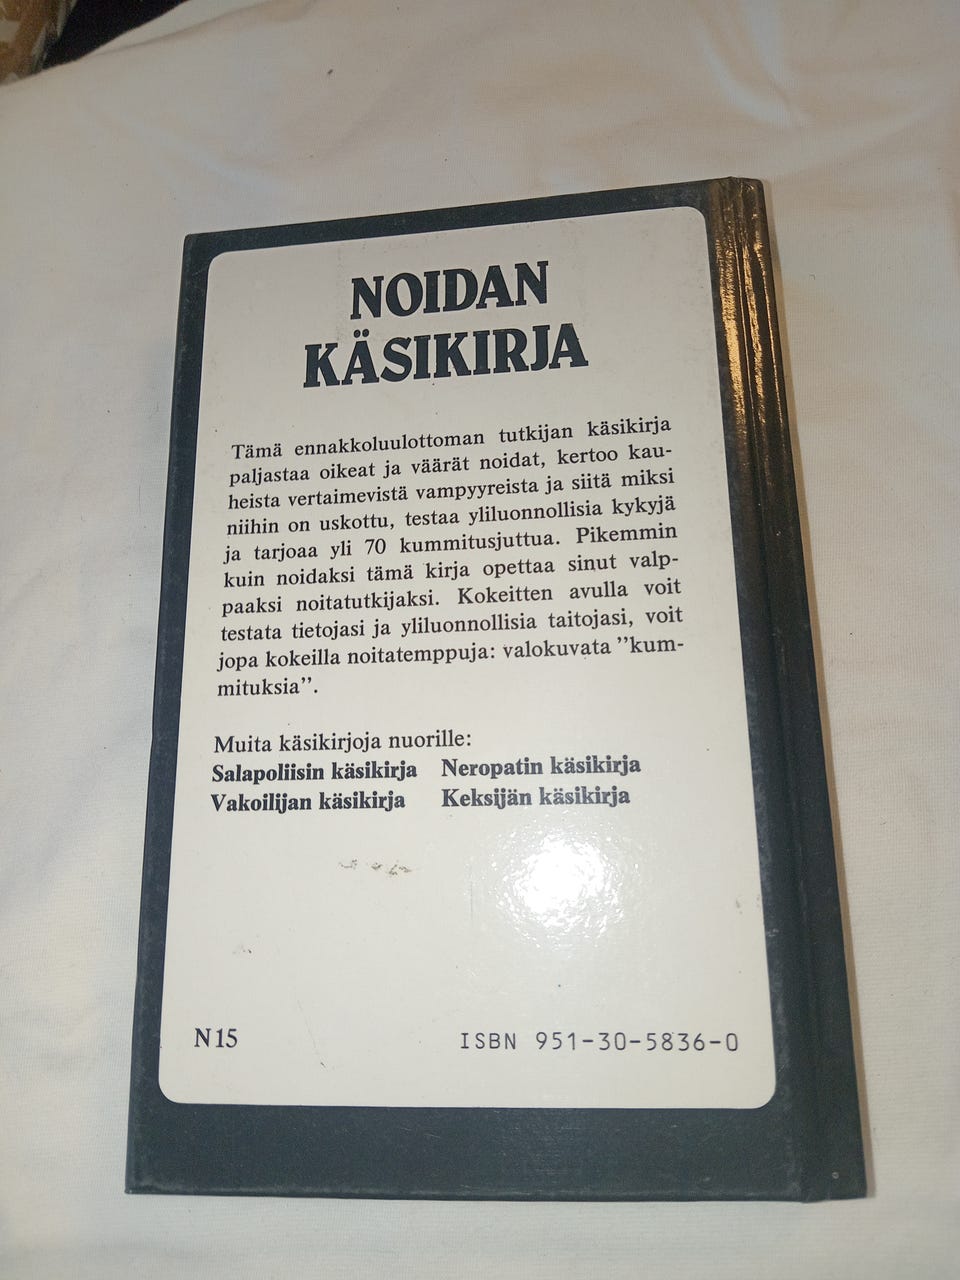 NOIDAN
KÄSIKIRJA
Tämä ennakkoluulottoman tutkijan käsikirja
paljastaa oikeat ja väärät noidat, kertoo kau-
heista vertaimevistä vampyyreista ja siitä miksi
niihin on uskottu, testaa yliluonnollisia kykyjä
ja tarjoaa yli 70 kummitusjuttua. Pikemmin
kuin noidaksi tämä kirja opettaa sinut valp-
paaksi noitatutkijaksi. Kokeitten avulla voit
testata tietojasi ja yliluonnollisia taitojasi, voit
jopa kokeilla noitatemppuja: valokuvata ”kum-
mituksia”.
Muita käsikirjoja nuorille:
Salapoliisin käsikirja Neropatin käsikirja
Vakoilijan käsikirja Keksijän käsikirja
N15 ISBN 951-30-5836-0